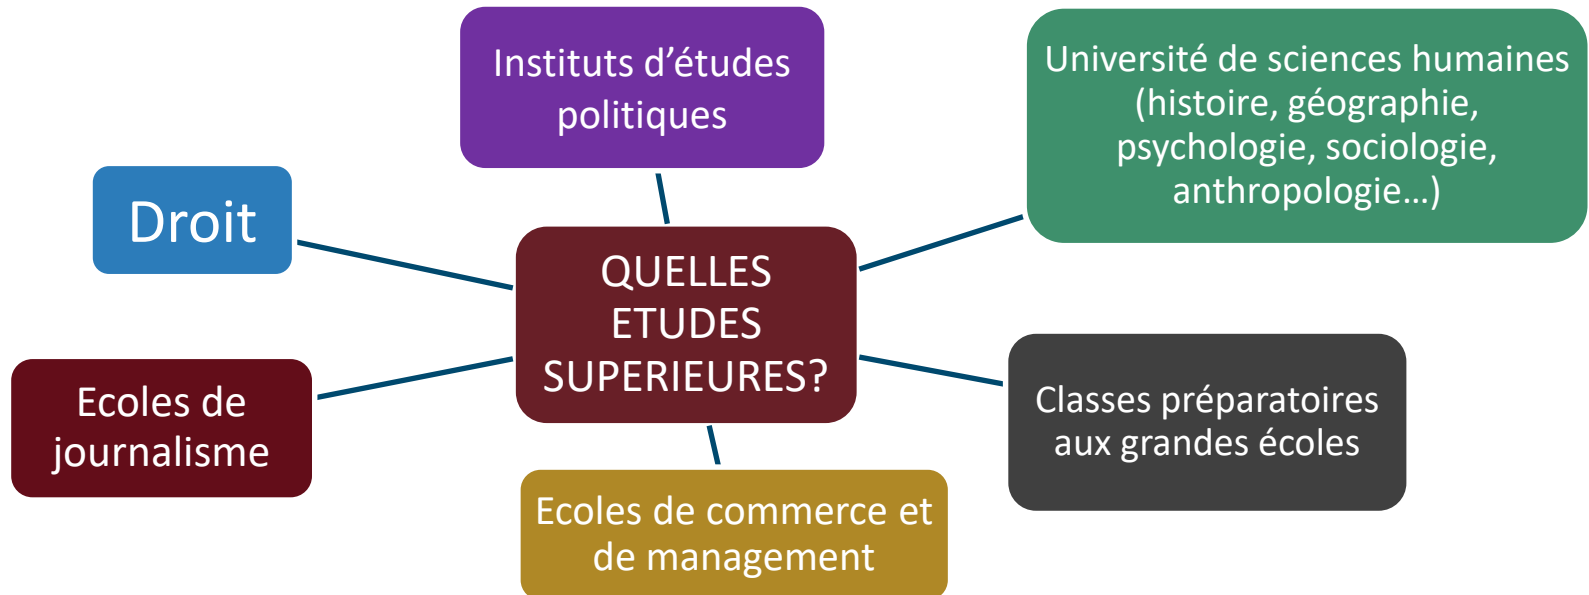 Instituts d’études
politiques
Université de sciences humaines
(histoire, géographie,
psychologie, sociologie,
anthropologie…)
Droit
QUELLES
ETUDES
SUPERIEURES?
Ecoles de
journalisme
Classes préparatoires
aux grandes écoles
Ecoles de commerce et
de management